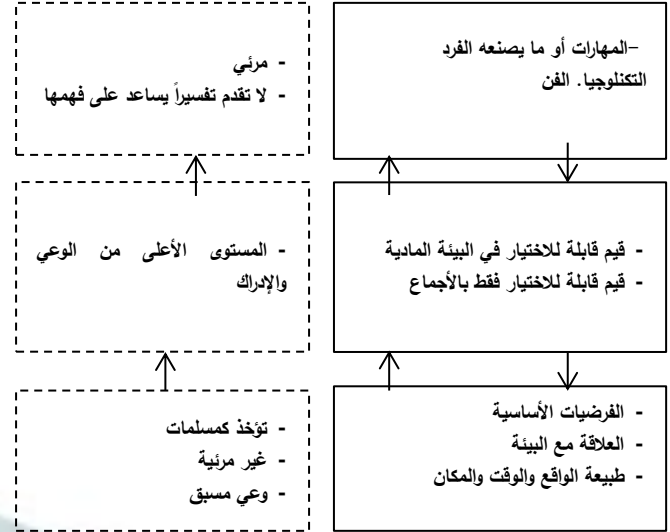 –المهارات أو ما يصنعه الفرد
التكنلوجيا. الفن
- مرئي
- لا تقدم تفسيراً يساعد على فهمها
- قيم قابلة للاختيار في البيئة المادية
- قيم قابلة للاختيار فقط بالأجماع
- المستوى الأعلى من الوعي
والإدراك
- الفرضيات الأساسية
- العلاقة مع البيئة
- طبيعة الواقع والوقت والمكان
- تؤخذ كمسلمات
- غير مرئية
- وعي مسبق